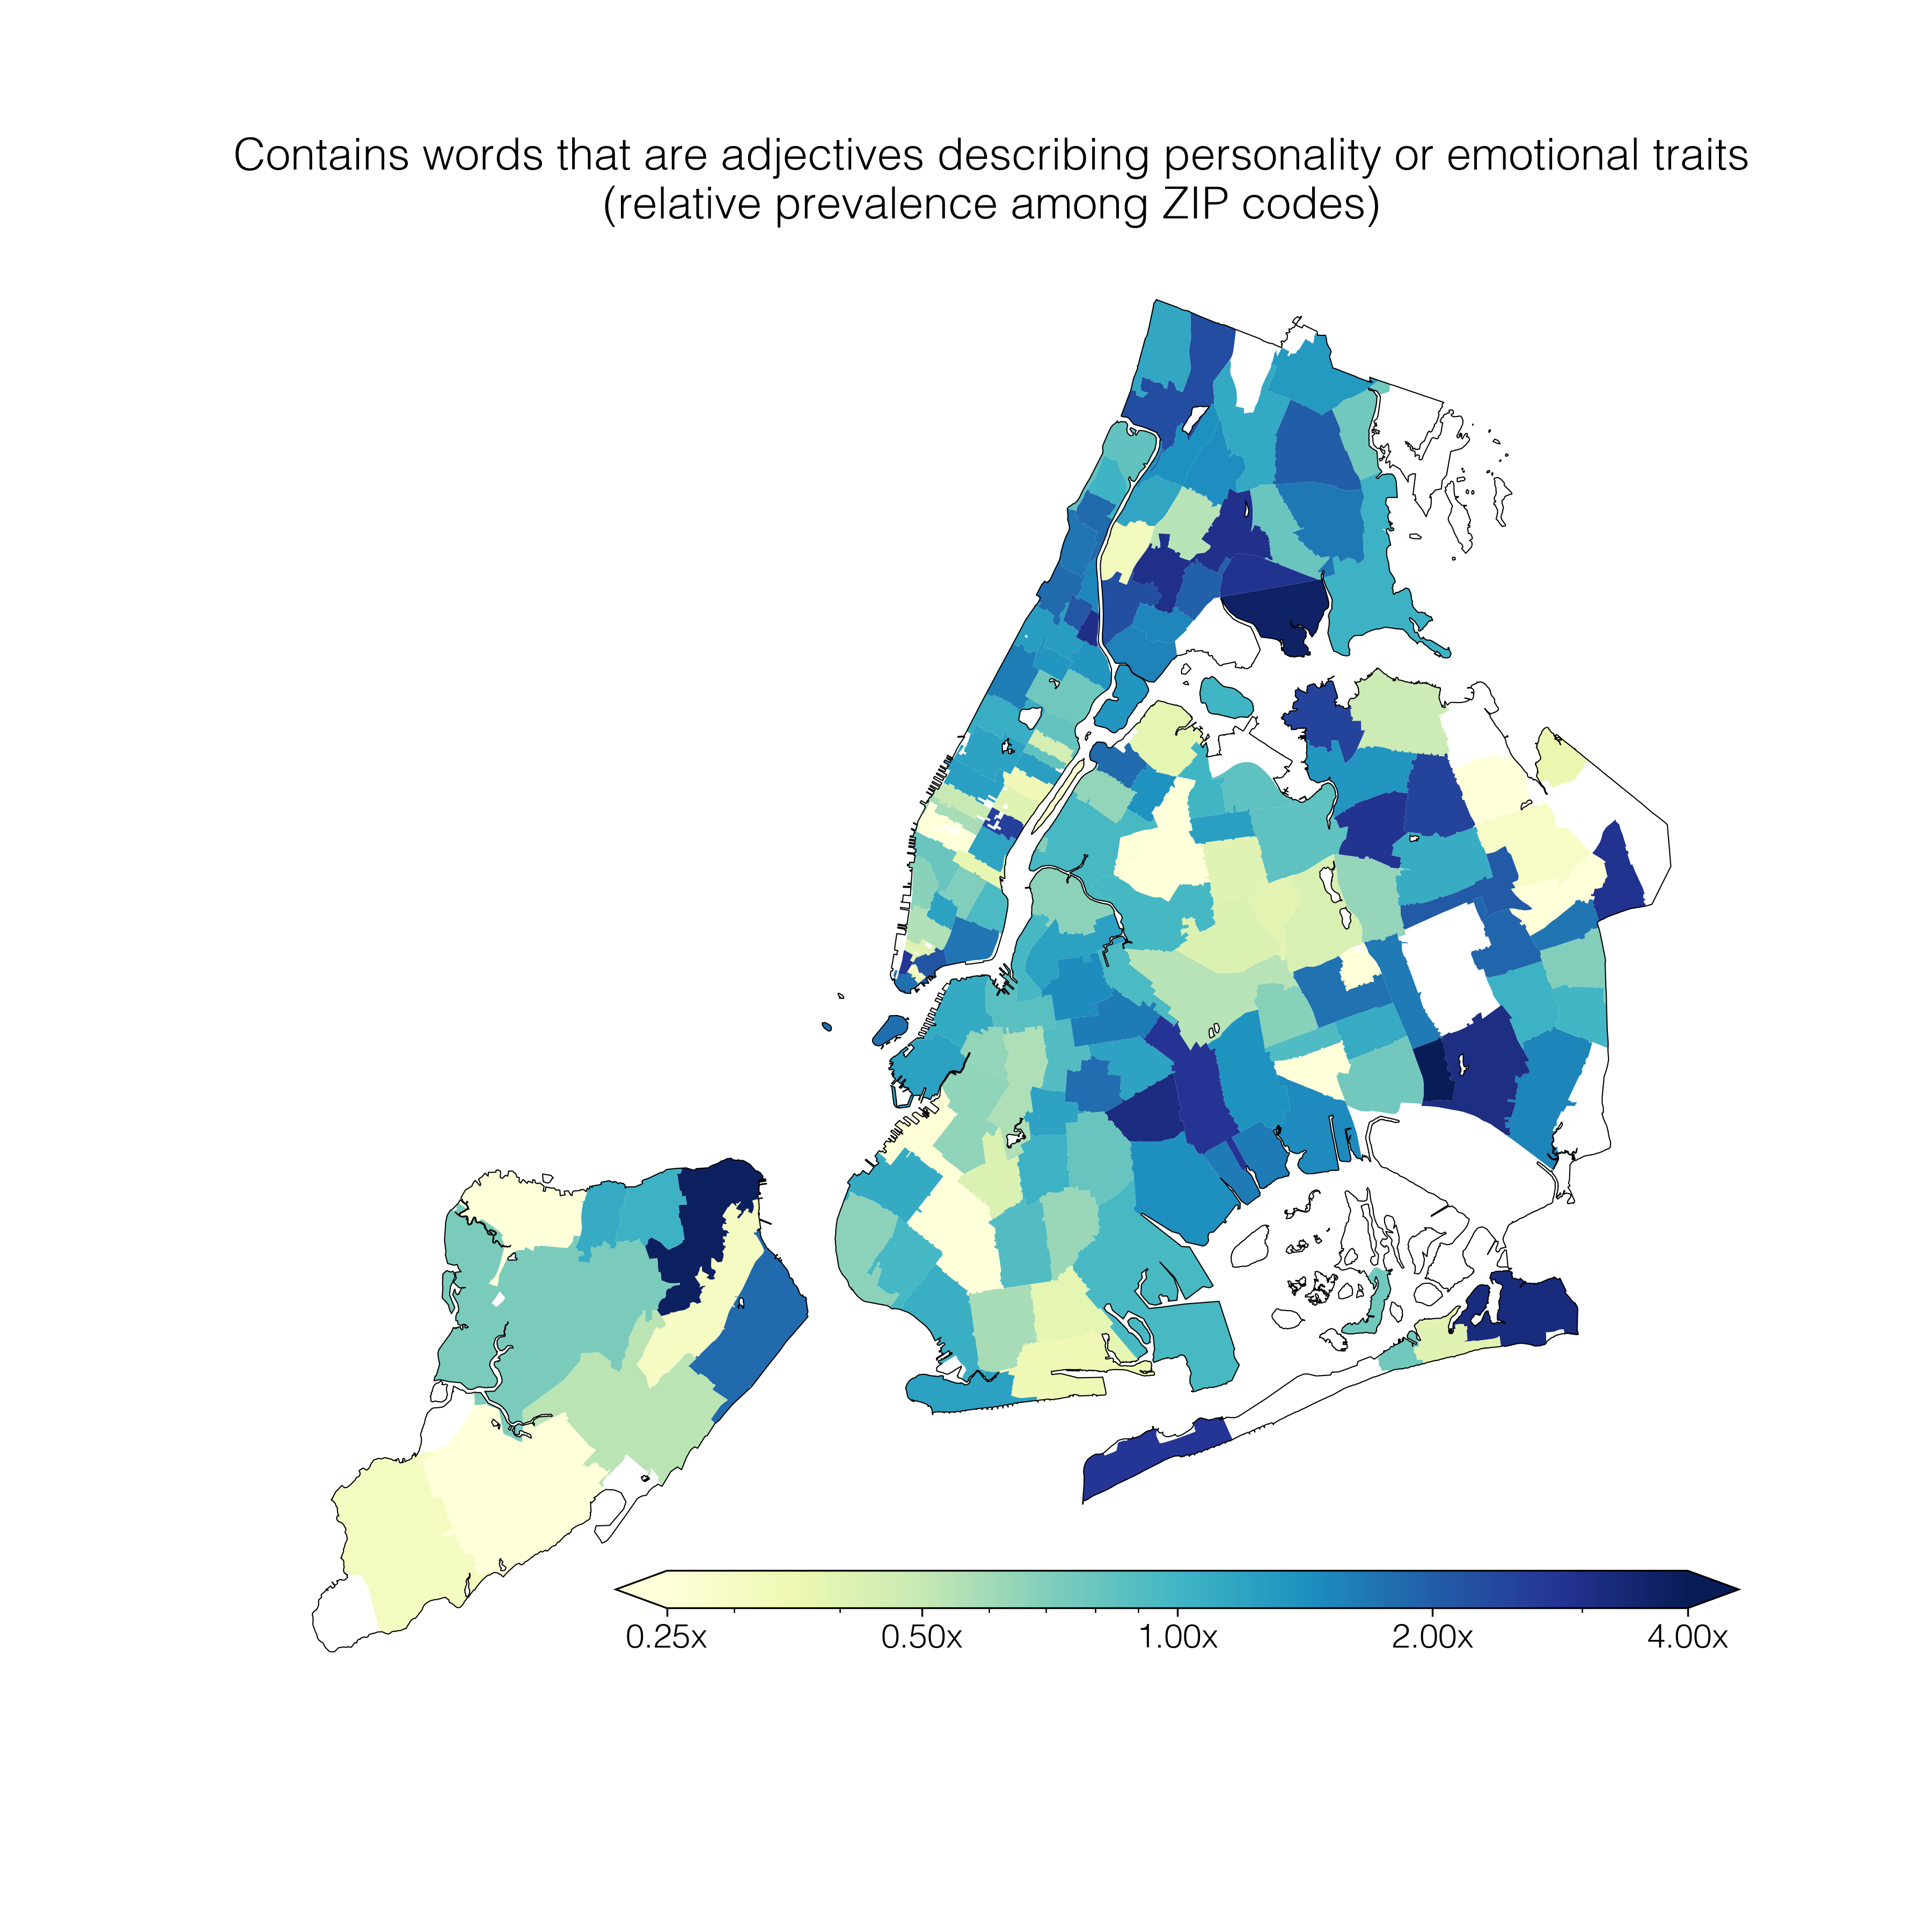 Contains words that are adjectives describing personality or emotional traits
(relative prevalence among ZIP codes)
0.25x 0.50x 1.00x 2.00x 4.00x